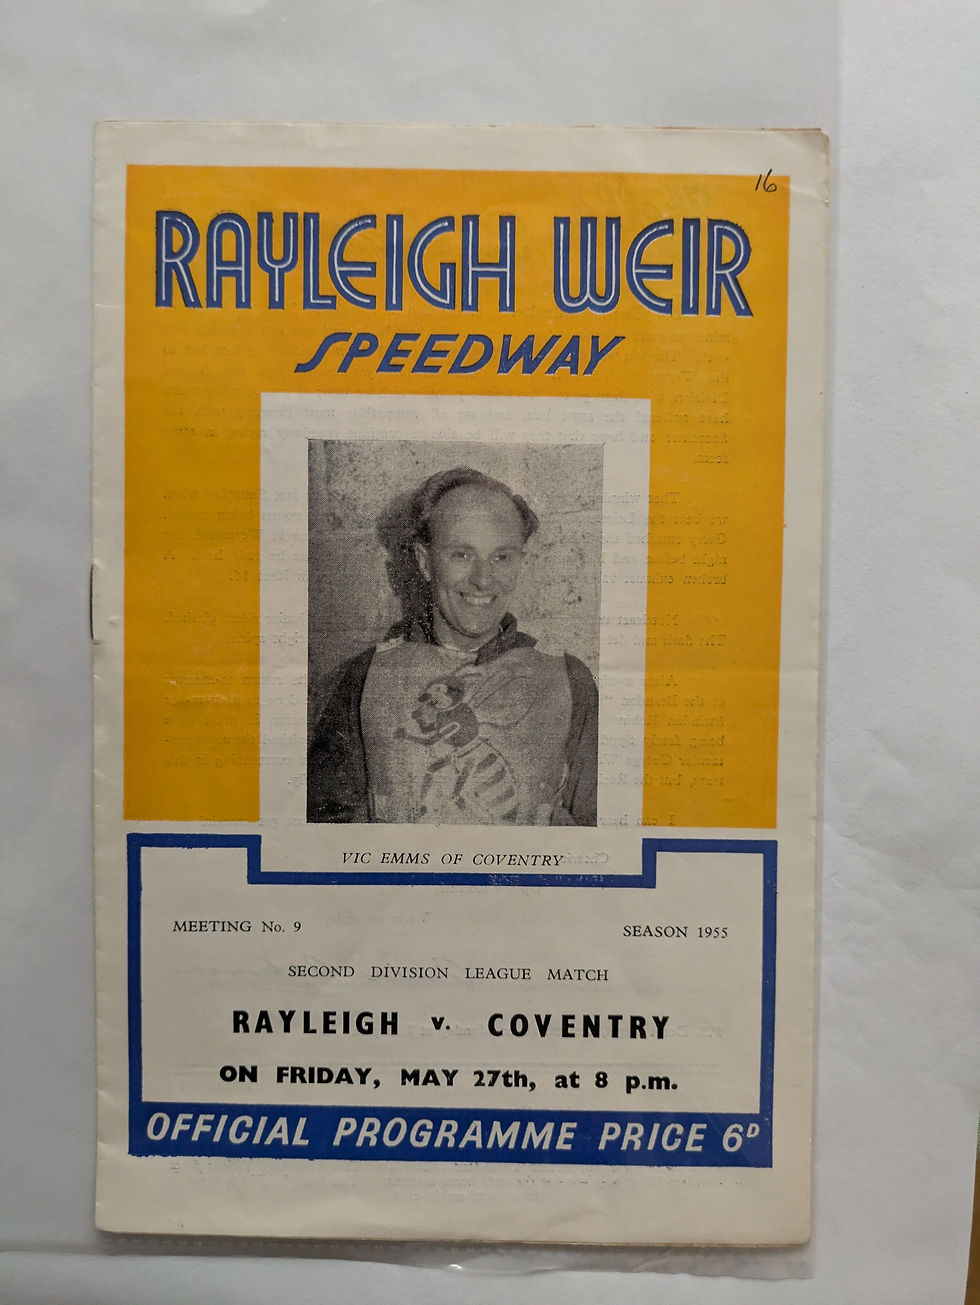 16
RAYLEIGH WEIR
SPEEDWAY
VIC EMMS OF COVENTRY
MEETING No. 9
SEASON 1955
SECOND DIVISION LEAGUE MATCH
RAYLEIGH v. COVENTRY
ON FRIDAY, MAY 27th, at 8 p.m.
OFFICIAL PROGRAMME PRICE 6D